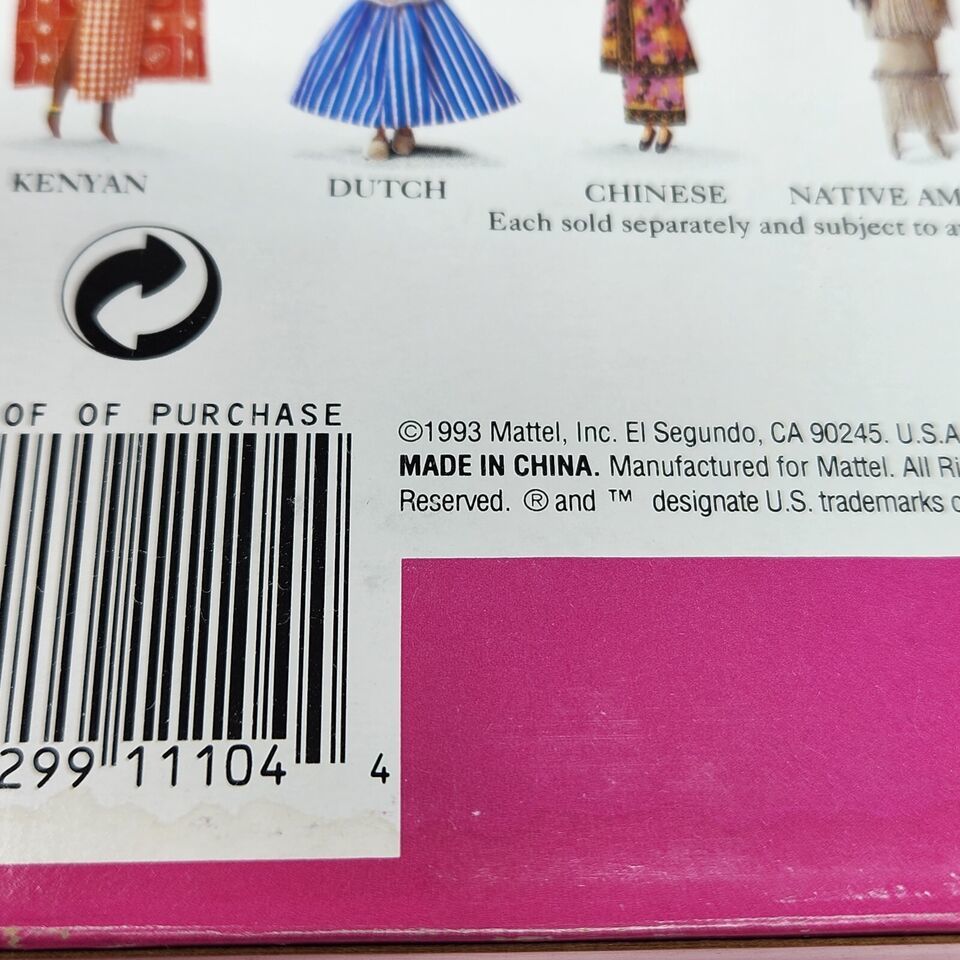 KENYAN
DUTCH
CHINESE
NATIVE AM
Each sold separately and subject to a
OF OF PURCHASE
299 11104 4
©1993 Mattel, Inc. El Segundo, CA 90245. U.S.A
MADE IN CHINA. Manufactured for Mattel. All Ri
Reserved. ® and ™ designate U.S. trademarks o